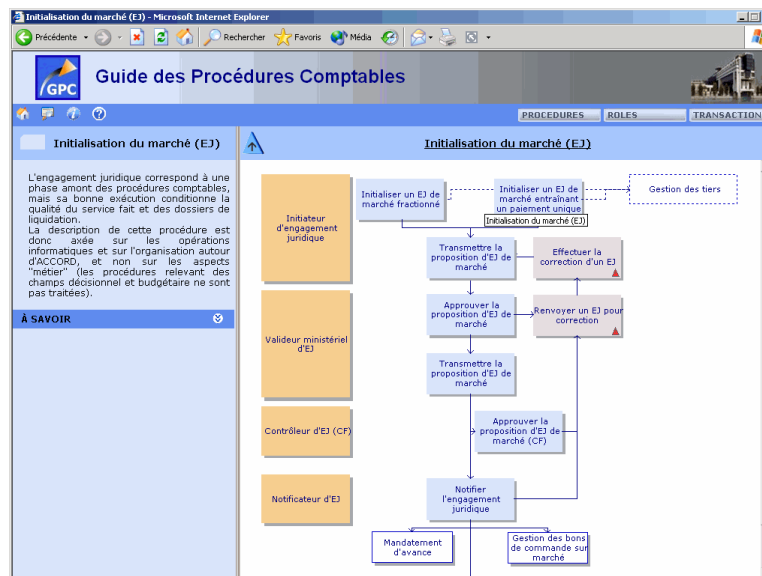 Initialisation du marché (EJ) - Microsoft Internet Explorer
Précédente
Rechercher
Favoris
Média
GPC
Guide des Procédures Comptables
PROCEDURES
ROLES
TRANSACTION
Initialisation du marché (EJ)
Initialisation du marché (EJ)
L'engagement juridique correspond à une
phase amont des procédures comptables,
mais sa bonne exécution conditionne la
qualité du service fait et des dossiers de
liquidation.
La description de cette procédure est
donc axée sur les opérations
informatiques et sur l'organisation autour
d'ACCORD, et non sur les aspects
"métier" (les procédures relevant des
champs décisionnel et budgétaire ne sont
pas traitées).
À SAVOIR
Initiateur
d'engagement
juridique
Initialiser un EJ de
marché fractionné
Initialiser un EJ de
marché entraînant
un paiement unique
Gestion des tiers
Initialisation du marché (EJ)
Transmettre la
proposition d'EJ de
marché
Effectuer la
correction d'un EJ
Valideur ministériel
d'EJ
Approuver la
proposition d'EJ de
marché
Renvoyer un EJ pour
correction
Transmettre la
proposition d'EJ de
marché
Contrôleur d'EJ (CF)
Approuver la
proposition d'EJ de
marché (CF)
Notificateur d'EJ
Notifier
l'engagement
juridique
Mandatement
d'avance
Gestion des bons
de commande sur
marché